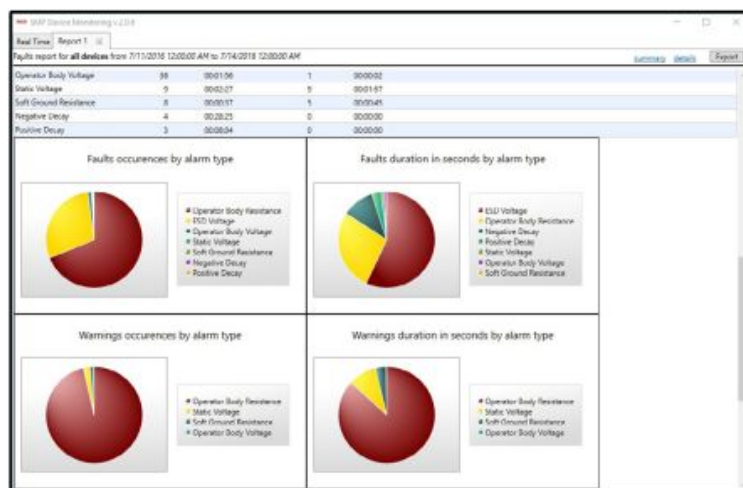 SMP Device Monitoring v.2.0.6
Real Time Report 1
Faults report for all devices from 7/11/2016 12:00:00 AM to 7/14/2016 12:00:00 AM summary details Export
Operator Body Voltage 36 00:01:36 1 00:00:02
Static Voltage 9 00:02:27 9 00:01:57
Soft Ground Resistance 8 00:00:37 5 00:00:45
Negative Decay 4 00:28:25 0 00:00:00
Positive Decay 3 00:08:04 0 00:00:00
Faults occurences by alarm type
Operator Body Resistance
ESD Voltage
Operator Body Voltage
Static Voltage
Soft Ground Resistance
Negative Decay
Positive Decay
Faults duration in seconds by alarm type
ESD Voltage
Operator Body Resistance
Negative Decay
Positive Decay
Static Voltage
Operator Body Voltage
Soft Ground Resistance
Warnings occurences by alarm type
Operator Body Resistance
Static Voltage
Soft Ground Resistance
Operator Body Voltage
Warnings duration in seconds by alarm type
Operator Body Resistance
Static Voltage
Soft Ground Resistance
Operator Body Voltage